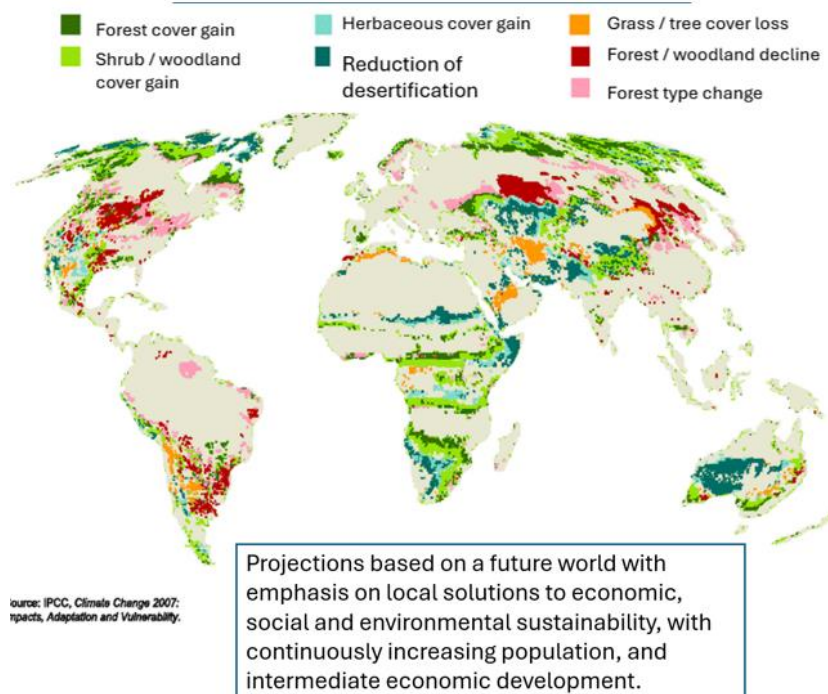 Forest cover gain
Shrub / woodland
cover gain
Herbaceous cover gain
Reduction of
desertification
Grass / tree cover loss
Forest / woodland decline
Forest type change
Projections based on a future world with
emphasis on local solutions to economic,
social and environmental sustainability, with
continuously increasing population, and
intermediate economic development.
ource: IPCC, Climate Change 2007:
mpacts, Adaptation and Vulnerability.